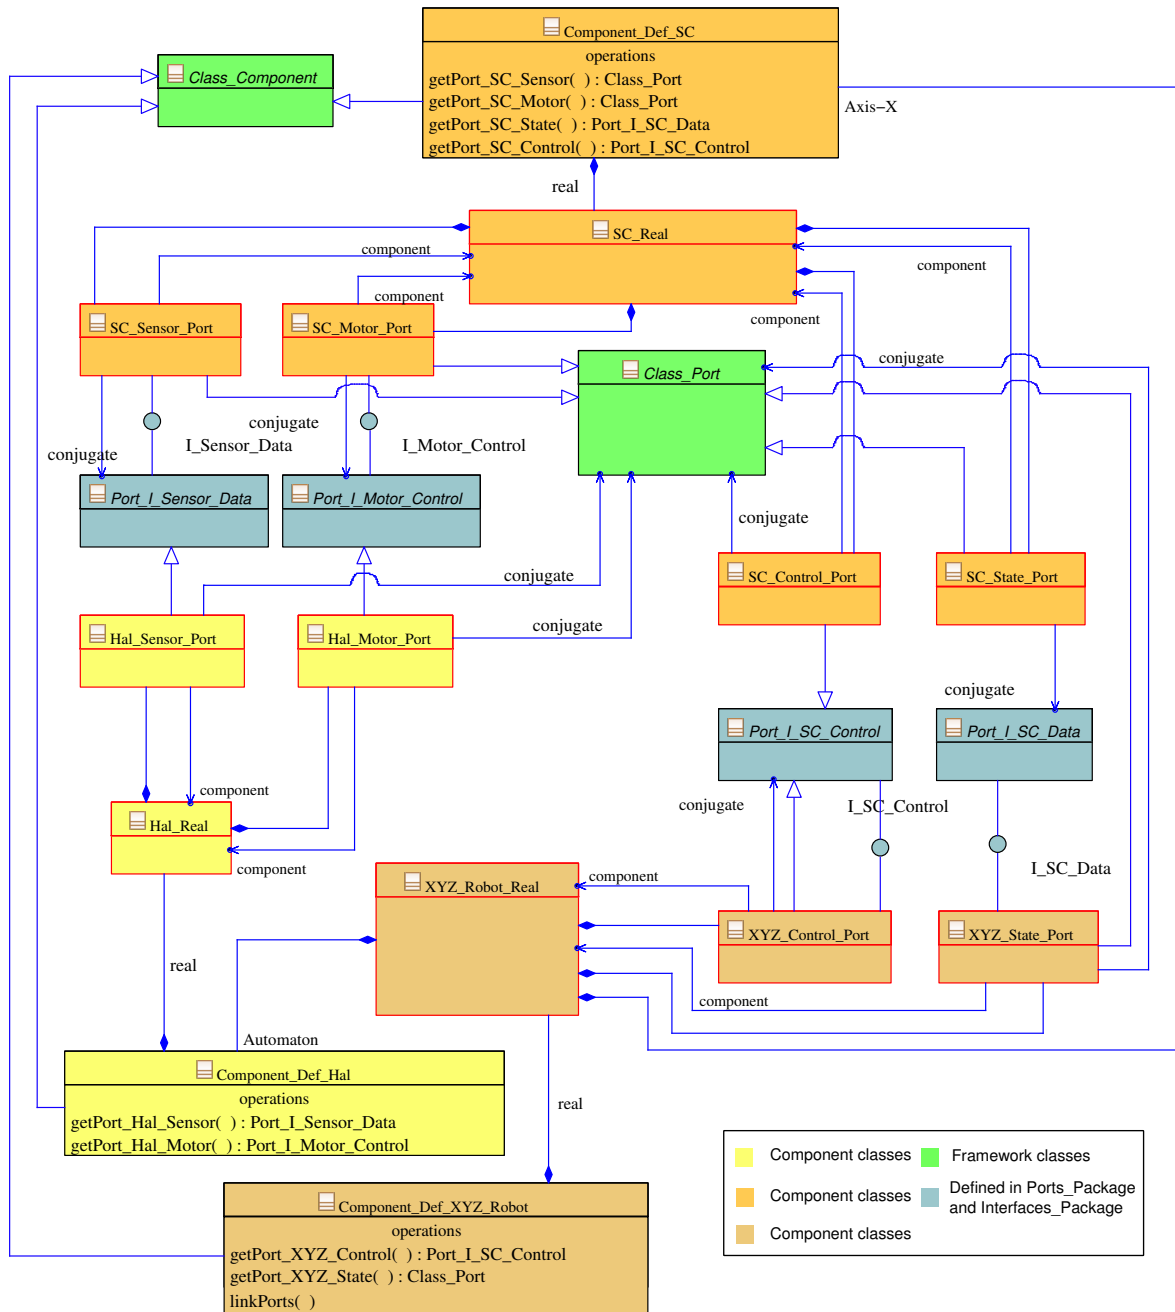 Component_Def_SC
operations
getPort_SC_Sensor( ) : Class_Port
getPort_SC_Motor( ) : Class_Port
getPort_SC_State( ) : Port_I_SC_Data
getPort_SC_Control( ) : Port_I_SC_Control
Class_Component
Axis-X
real
SC_Real
component
component
component
component
SC_Sensor_Port
SC_Motor_Port
Class_Port
conjugate
conjugate
I_Sensor_Data
conjugate
I_Motor_Control
Port_I_Sensor_Data
Port_I_Motor_Control
conjugate
conjugate
SC_Control_Port
SC_State_Port
Hal_Sensor_Port
Hal_Motor_Port
conjugate
conjugate
Port_I_SC_Control
Port_I_SC_Data
component
conjugate
I_SC_Control
Hal_Real
component
I_SC_Data
XYZ_Robot_Real
component
XYZ_Control_Port
XYZ_State_Port
real
component
Automaton
Component_Def_Hal
operations
getPort_Hal_Sensor( ) : Port_I_Sensor_Data
getPort_Hal_Motor( ) : Port_I_Motor_Control
real
Component classes
Framework classes
Component classes
Defined in Ports_Package
and Interfaces_Package
Component classes
Component_Def_XYZ_Robot
operations
getPort_XYZ_Control( ) : Port_I_SC_Control
getPort_XYZ_State( ) : Class_Port
linkPorts( )